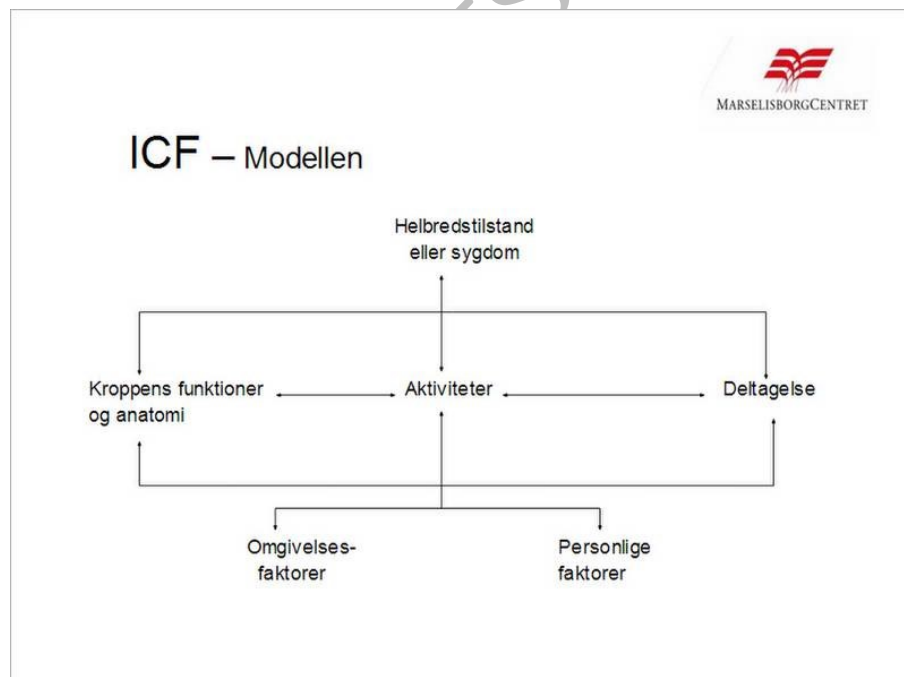 MARSELISBORGCENTRET
ICF – Modellen
Helbredstilstand
eller sygdom
Kroppens funktioner
og anatomi
Aktiviteter
Deltagelse
Omgivelses-
faktorer
Personlige
faktorer